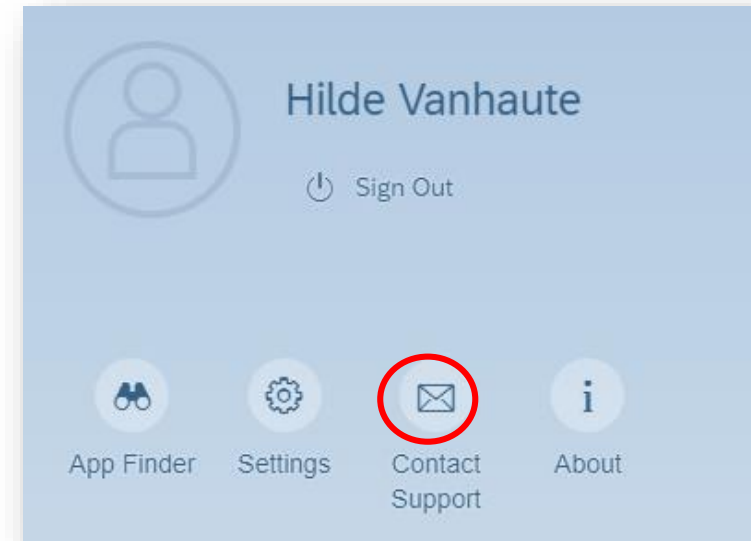 Hilde Vanhaute
Sign Out
App Finder
Settings
Contact
Support
About